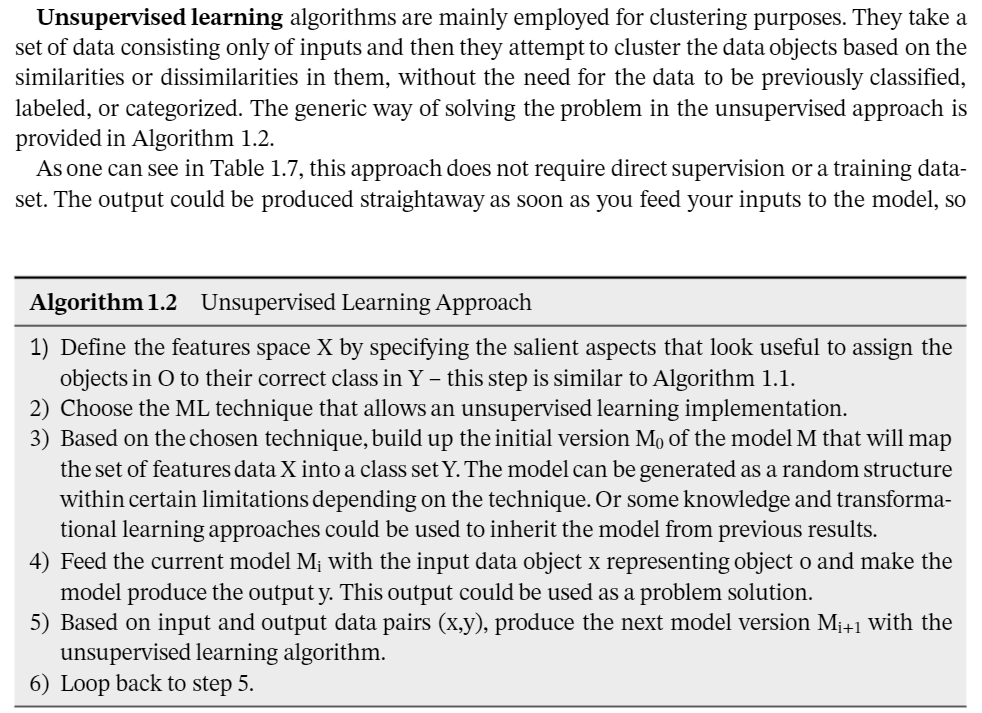 Unsupervised learning algorithms are mainly employed for clustering purposes. They take a
set of data consisting only of inputs and then they attempt to cluster the data objects based on the
similarities or dissimilarities in them, without the need for the data to be previously classified,
labeled, or categorized. The generic way of solving the problem in the unsupervised approach is
provided in Algorithm 1.2.
As one can see in Table 1.7, this approach does not require direct supervision or a training data-
set. The output could be produced straightaway as soon as you feed your inputs to the model, so
Algorithm 1.2 Unsupervised Learning Approach
1) Define the features space X by specifying the salient aspects that look useful to assign the
objects in O to their correct class in Y – this step is similar to Algorithm 1.1.
2) Choose the ML technique that allows an unsupervised learning implementation.
3) Based on the chosen technique, build up the initial version M₀ of the model M that will map
the set of features data X into a class set Y. The model can be generated as a random structure
within certain limitations depending on the technique. Or some knowledge and transforma-
tional learning approaches could be used to inherit the model from previous results.
4) Feed the current model Mᵢ with the input data object x representing object o and make the
model produce the output y. This output could be used as a problem solution.
5) Based on input and output data pairs (x,y), produce the next model version Mᵢ₊₁ with the
unsupervised learning algorithm.
6) Loop back to step 5.